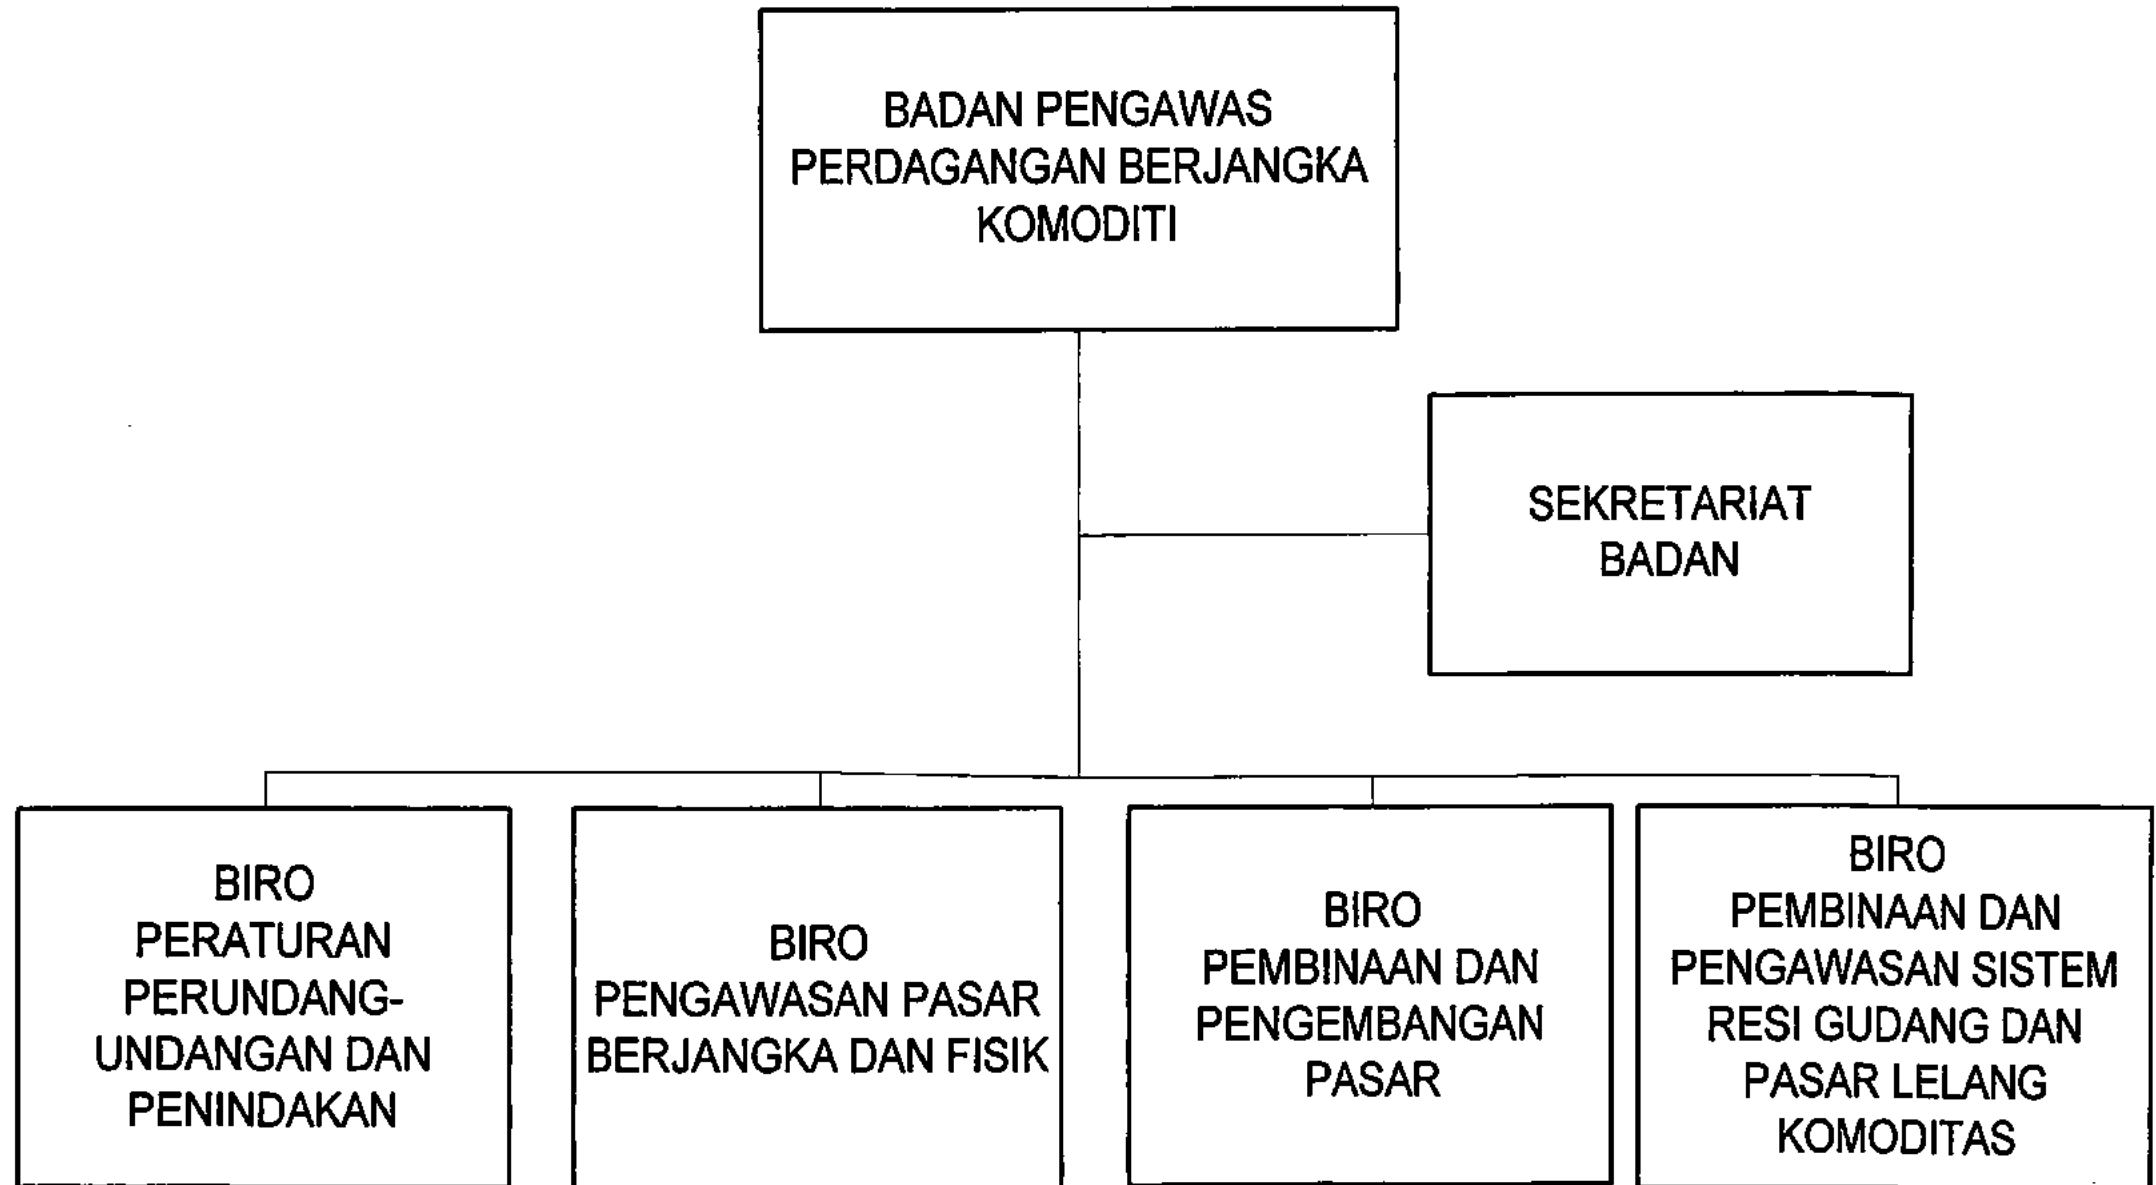 BADAN PENGAWAS
PERDAGANGAN BERJANGKA
KOMODITI
SEKRETARIAT
BADAN
BIRO
PERATURAN
PERUNDANG-
UNDANGAN DAN
PENINDAKAN
BIRO
PENGAWASAN PASAR
BERJANGKA DAN FISIK
BIRO
PEMBINAAN DAN
PENGEMBANGAN
PASAR
BIRO
PEMBINAAN DAN
PENGAWASAN SISTEM
RESI GUDANG DAN
PASAR LELANG
KOMODITAS